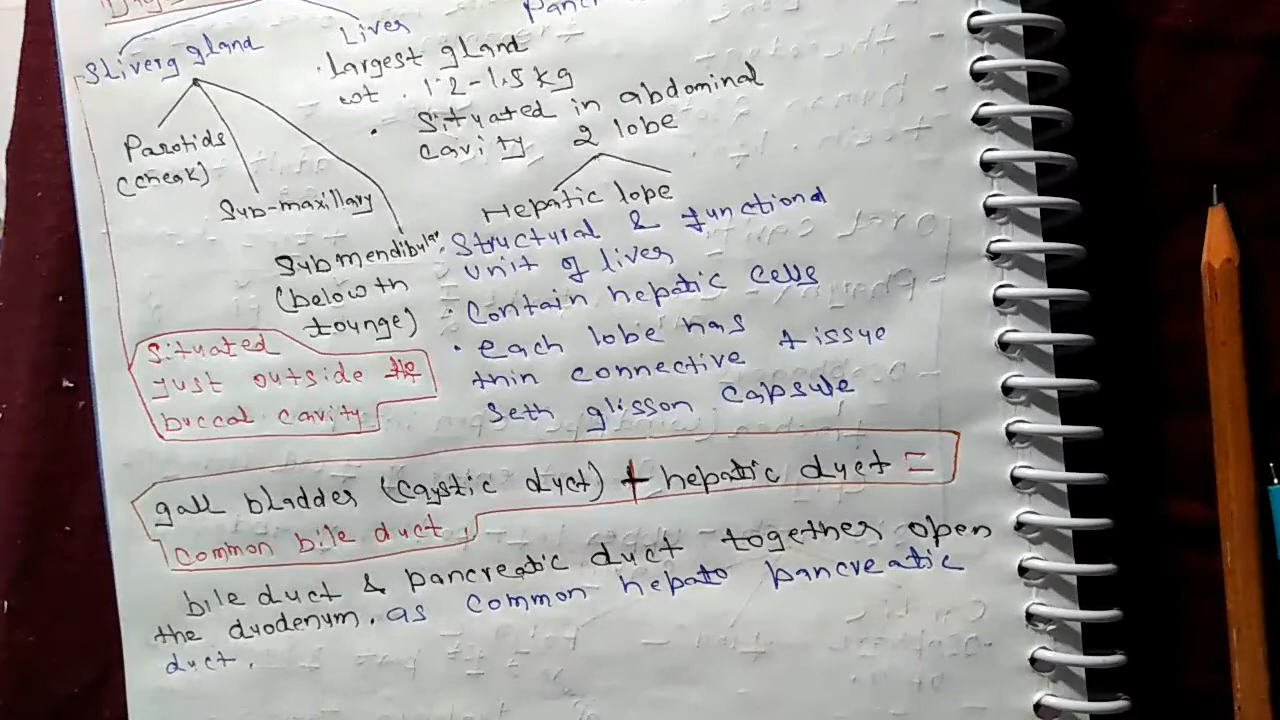 Slivery gland
Parotids
(cheak)
Sub-maxillary
Submendibular
(below th
tounge)
situated
just outside the
buccal cavity
Liver
Largest gland
wt. 1.2-1.5 kg
Situated in abdominal
cavity 2 lobe
Hepatic lobe
Structural & functional
unit of liver
Contain hepatic cells
each lobe has
thin connective tissue
Seth glisson capsule
gall bladder (caystic duct) + hepatic duct =
common bile duct.
bile duct & pancreatic duct together open
the duodenum. as common hepato pancreatic
duct.